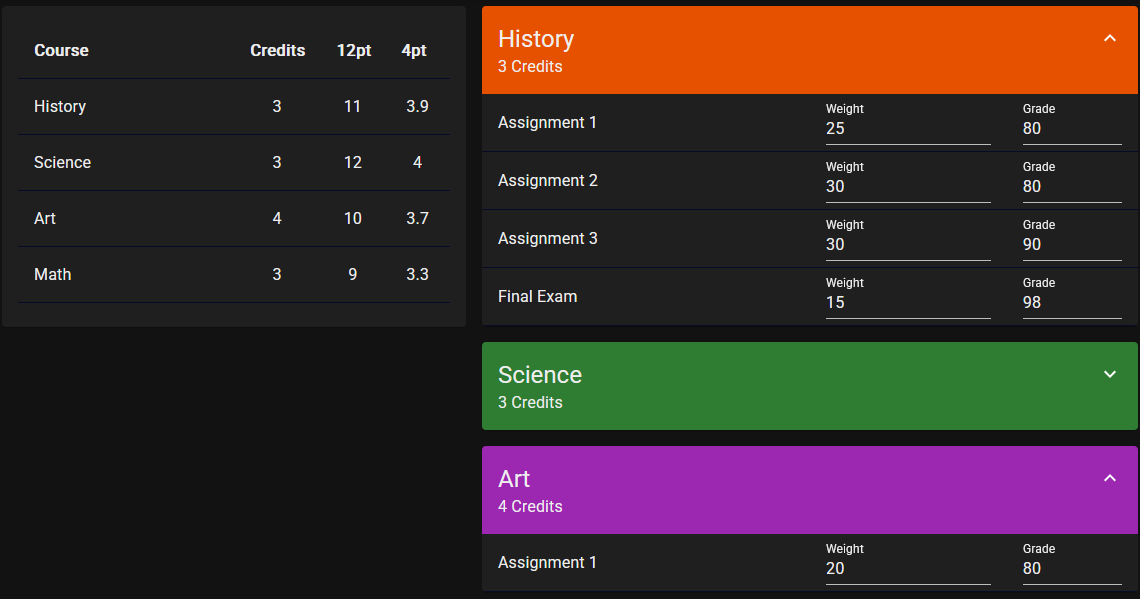 Course Credits 12pt 4pt
History 3 11 3.9
Science 3 12 4
Art 4 10 3.7
Math 3 9 3.3
History
3 Credits
Assignment 1
Weight
25
Grade
80
Assignment 2
Weight
30
Grade
80
Assignment 3
Weight
30
Grade
90
Final Exam
Weight
15
Grade
98
Science
3 Credits
Art
4 Credits
Assignment 1
Weight
20
Grade
80